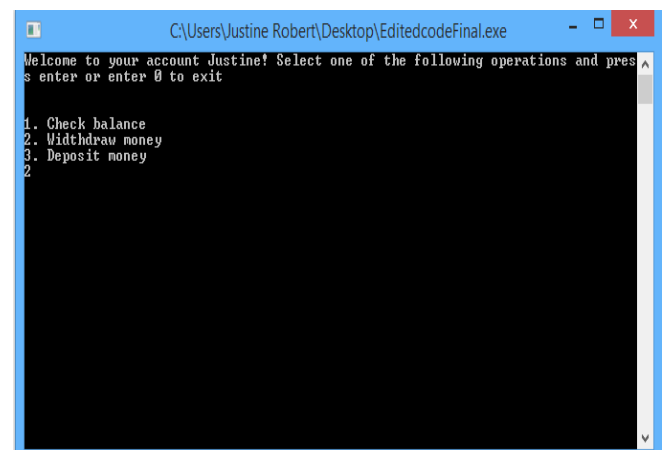 C:\Users\Justine Robert\Desktop\EditedcodeFinal.exe
Welcome to your account Justine! Select one of the following operations and pres
s enter or enter 0 to exit
1. Check balance
2. Widthdraw money
3. Deposit money
2